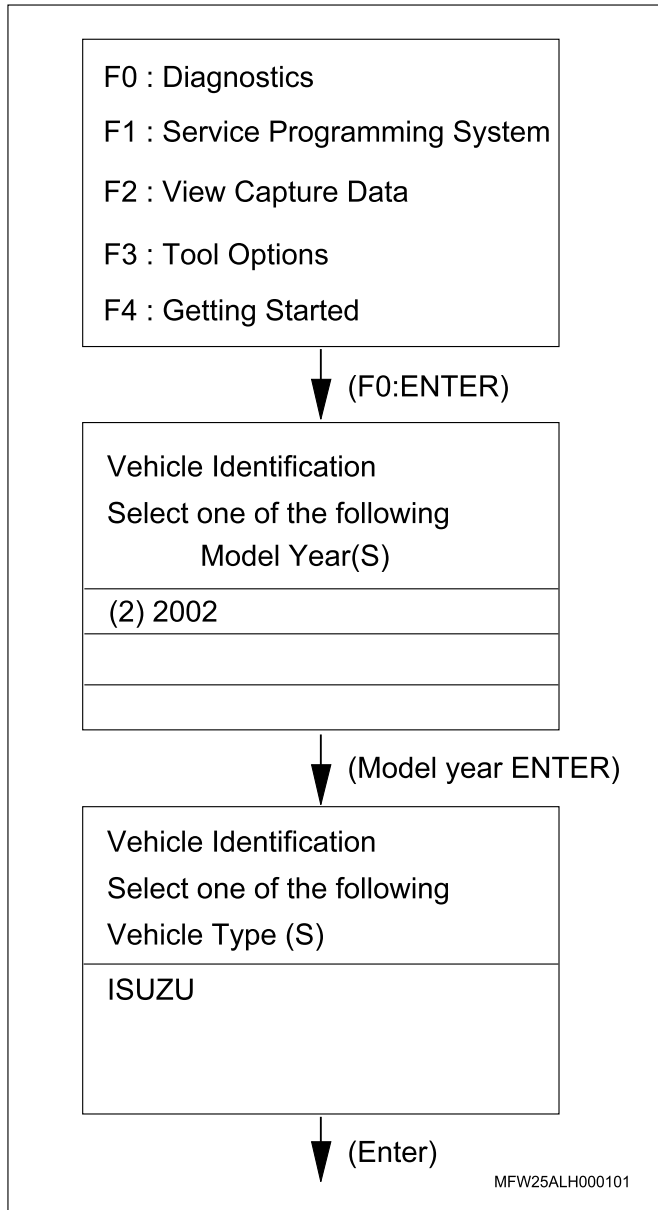 F0 : Diagnostics
F1 : Service Programming System
F2 : View Capture Data
F3 : Tool Options
F4 : Getting Started
(F0:ENTER)
Vehicle Identification
Select one of the following
Model Year(S)
(2) 2002
(Model year ENTER)
Vehicle Identification
Select one of the following
Vehicle Type (S)
ISUZU
(Enter)
MFW25ALH000101